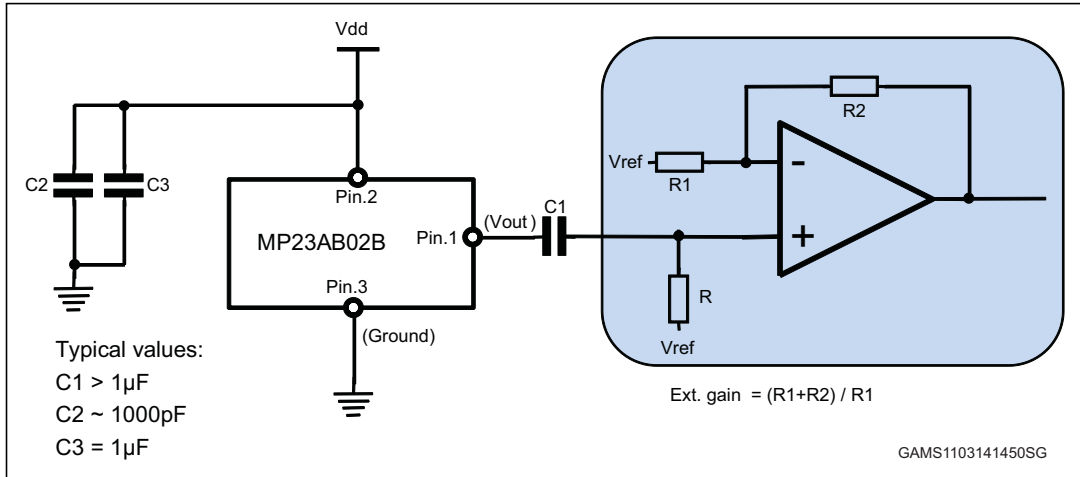 Vdd
C2
C3
Pin.2
MP23AB02B
Pin.1
(Vout)
C1
Pin.3
(Ground)
R2
Vref
R1
-
+
R
Vref
Typical values:
C1 > 1µF
C2 ~ 1000pF
C3 = 1µF
Ext. gain = (R1+R2) / R1
GAMS1103141450SG